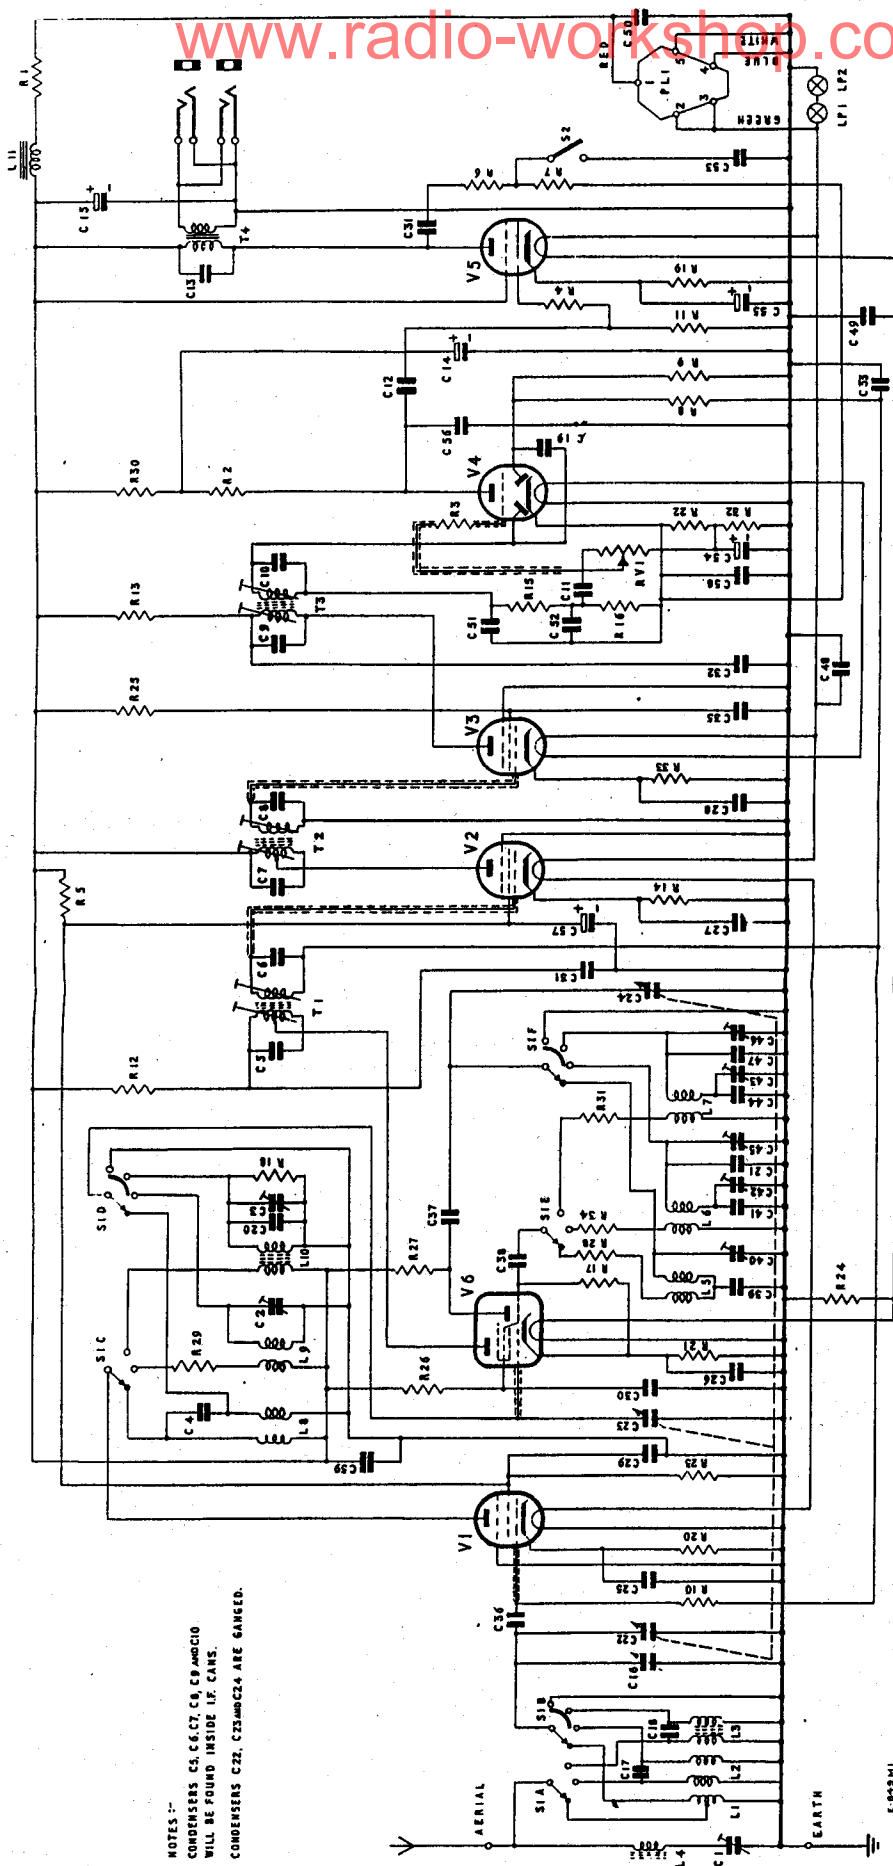 www.radio-workshop.co
L11
R1
C15
C13
T4
RED
C50
WHITE
BLUE
GREEN
PL1
1
2
3
4
5
LP1
LP2
S2
C53
R6
R7
C31
V5
R4
R19
C55
R11
C49
C33
C12
C14
R9
R8
C56
C19
V4
R3
R30
R2
R22
R32
C54
C58
RV1
C11
R15
R16
C51
C52
C10
C9
T3
R13
R25
C32
C35
C48
V3
R33
C28
C8
T2
C7
V2
R14
C27
C57
R5
C6
T1
C5
R12
C31
C24
S1F
C46
C47
C43
C44
L7
R31
C45
C21
C42
C41
L6
S1E
R34
R28
C40
L5
C39
R24
C37
R27
C38
R17
V6
R21
C26
R26
C30
C23
S1D
R18
C3
C20
L10
C2
L9
S1C
R29
C4
L8
C59
C29
R23
V1
R20
C25
R10
C36
C22
C16
S1B
C18
L3
C17
L2
S1A
L1
AERIAL
L4
C1
EARTH
NOTES :-
CONDENSERS C5, C6, C7, C8, C9 AND C10
WILL BE FOUND INSIDE I.F. CANS.
CONDENSERS C22, C23 AND C24 ARE GANGED.